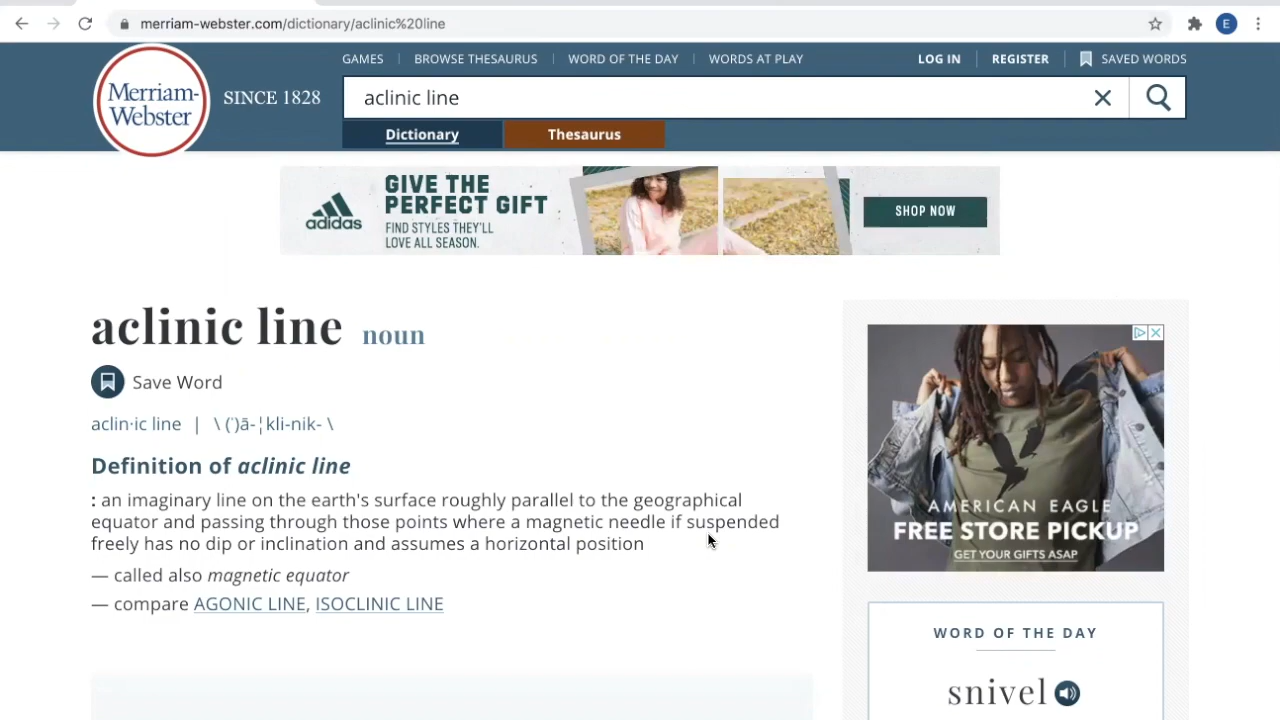 merriam-webster.com/dictionary/aclinic%20line
E
GAMES
BROWSE THESAURUS
WORD OF THE DAY
WORDS AT PLAY
LOG IN
REGISTER
SAVED WORDS
Merriam-
Webster
SINCE 1828
aclinic line
Dictionary
Thesaurus
adidas
GIVE THE
PERFECT GIFT
FIND STYLES THEY'LL
LOVE ALL SEASON.
SHOP NOW
aclinic line noun
Save Word
aclin·​ic line | \ (ˈ)ā-¦kli-nik- \
Definition of aclinic line
: an imaginary line on the earth's surface roughly parallel to the geographical
equator and passing through those points where a magnetic needle if suspended
freely has no dip or inclination and assumes a horizontal position
— called also magnetic equator
— compare AGONIC LINE, ISOCLINIC LINE
AMERICAN EAGLE
FREE STORE PICKUP
GET YOUR GIFTS ASAP
WORD OF THE DAY
snivel